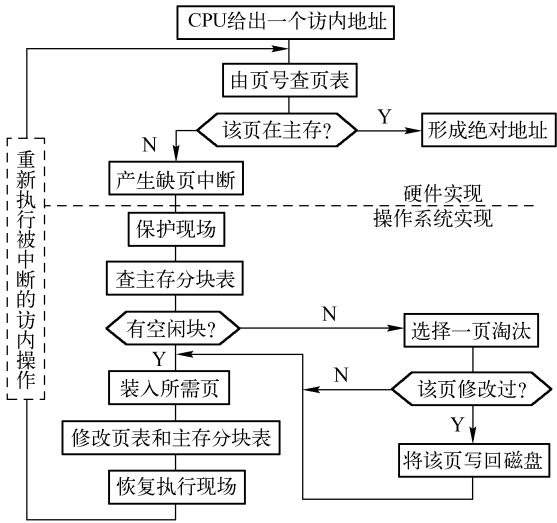 CPU给出一个访内地址
由页号查页表
该页在主存?
Y
形成绝对地址
N
产生缺页中断
硬件实现
操作系统实现
保护现场
查主存分块表
有空闲块?
N
选择一页淘汰
Y
装入所需页
N
该页修改过?
Y
修改页表和主存分块表
将该页写回磁盘
恢复执行现场
重新执行被中断的访内操作